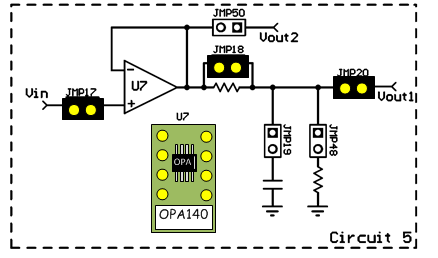 JMP50
Vout2
JMP18
JMP17
JMP20
Vin
U7
Vout1
U7
JMP19
JMP48
OPA
OPA140
Circuit 5